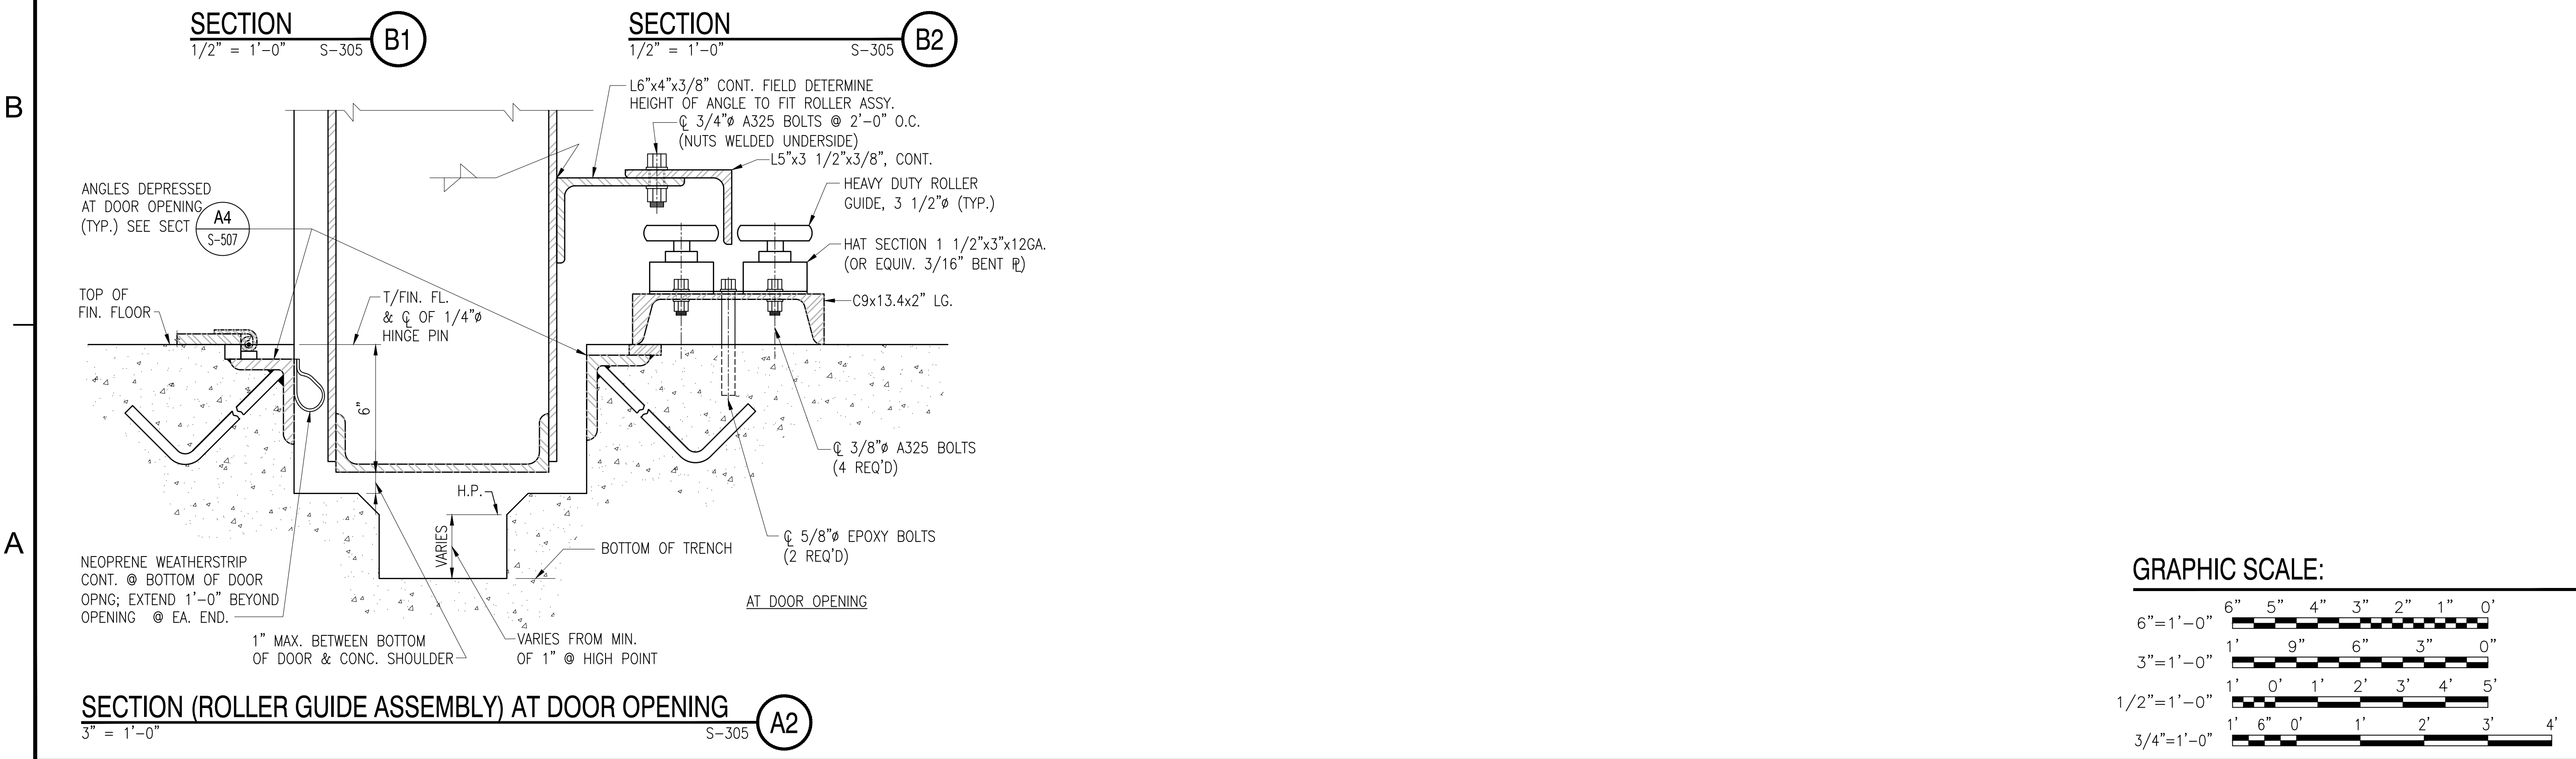 SECTION
1/2" = 1'-0" S-305
B1
SECTION
1/2" = 1'-0" S-305
B2
B
A
L6"x4"x3/8" CONT. FIELD DETERMINE
HEIGHT OF ANGLE TO FIT ROLLER ASSY.
℄ 3/4"ø A325 BOLTS @ 2'-0" O.C.
(NUTS WELDED UNDERSIDE)
L5"x3 1/2"x3/8", CONT.
HEAVY DUTY ROLLER
GUIDE, 3 1/2"ø (TYP.)
HAT SECTION 1 1/2"x3"x12GA.
(OR EQUIV. 3/16" BENT ⅊)
C9x13.4x2" LG.
ANGLES DEPRESSED
AT DOOR OPENING
(TYP.) SEE SECT
A4
S-507
TOP OF
FIN. FLOOR
T/FIN. FL.
& ℄ OF 1/4"ø
HINGE PIN
6"
℄ 3/8"ø A325 BOLTS
(4 REQ'D)
H.P.
VARIES
℄ 5/8"ø EPOXY BOLTS
(2 REQ'D)
BOTTOM OF TRENCH
NEOPRENE WEATHERSTRIP
CONT. @ BOTTOM OF DOOR
OPNG; EXTEND 1'-0" BEYOND
OPENING @ EA. END.
AT DOOR OPENING
1" MAX. BETWEEN BOTTOM
OF DOOR & CONC. SHOULDER
VARIES FROM MIN.
OF 1" @ HIGH POINT
SECTION (ROLLER GUIDE ASSEMBLY) AT DOOR OPENING
3" = 1'-0" S-305
A2
GRAPHIC SCALE:
6" 5" 4" 3" 2" 1" 0'
6"=1'-0"
1' 9" 6" 3" 0"
3"=1'-0"
1' 0' 1' 2' 3' 4' 5'
1/2"=1'-0"
1' 6" 0' 1' 2' 3' 4'
3/4"=1'-0"